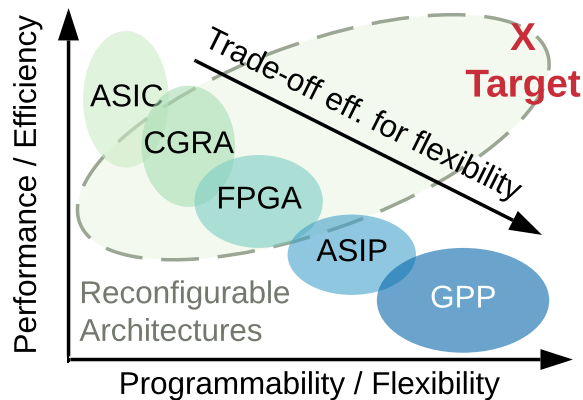 X
Target
Trade-off eff. for flexibility
ASIC
CGRA
FPGA
ASIP
GPP
Reconfigurable
Architectures
Performance / Efficiency
Programmability / Flexibility